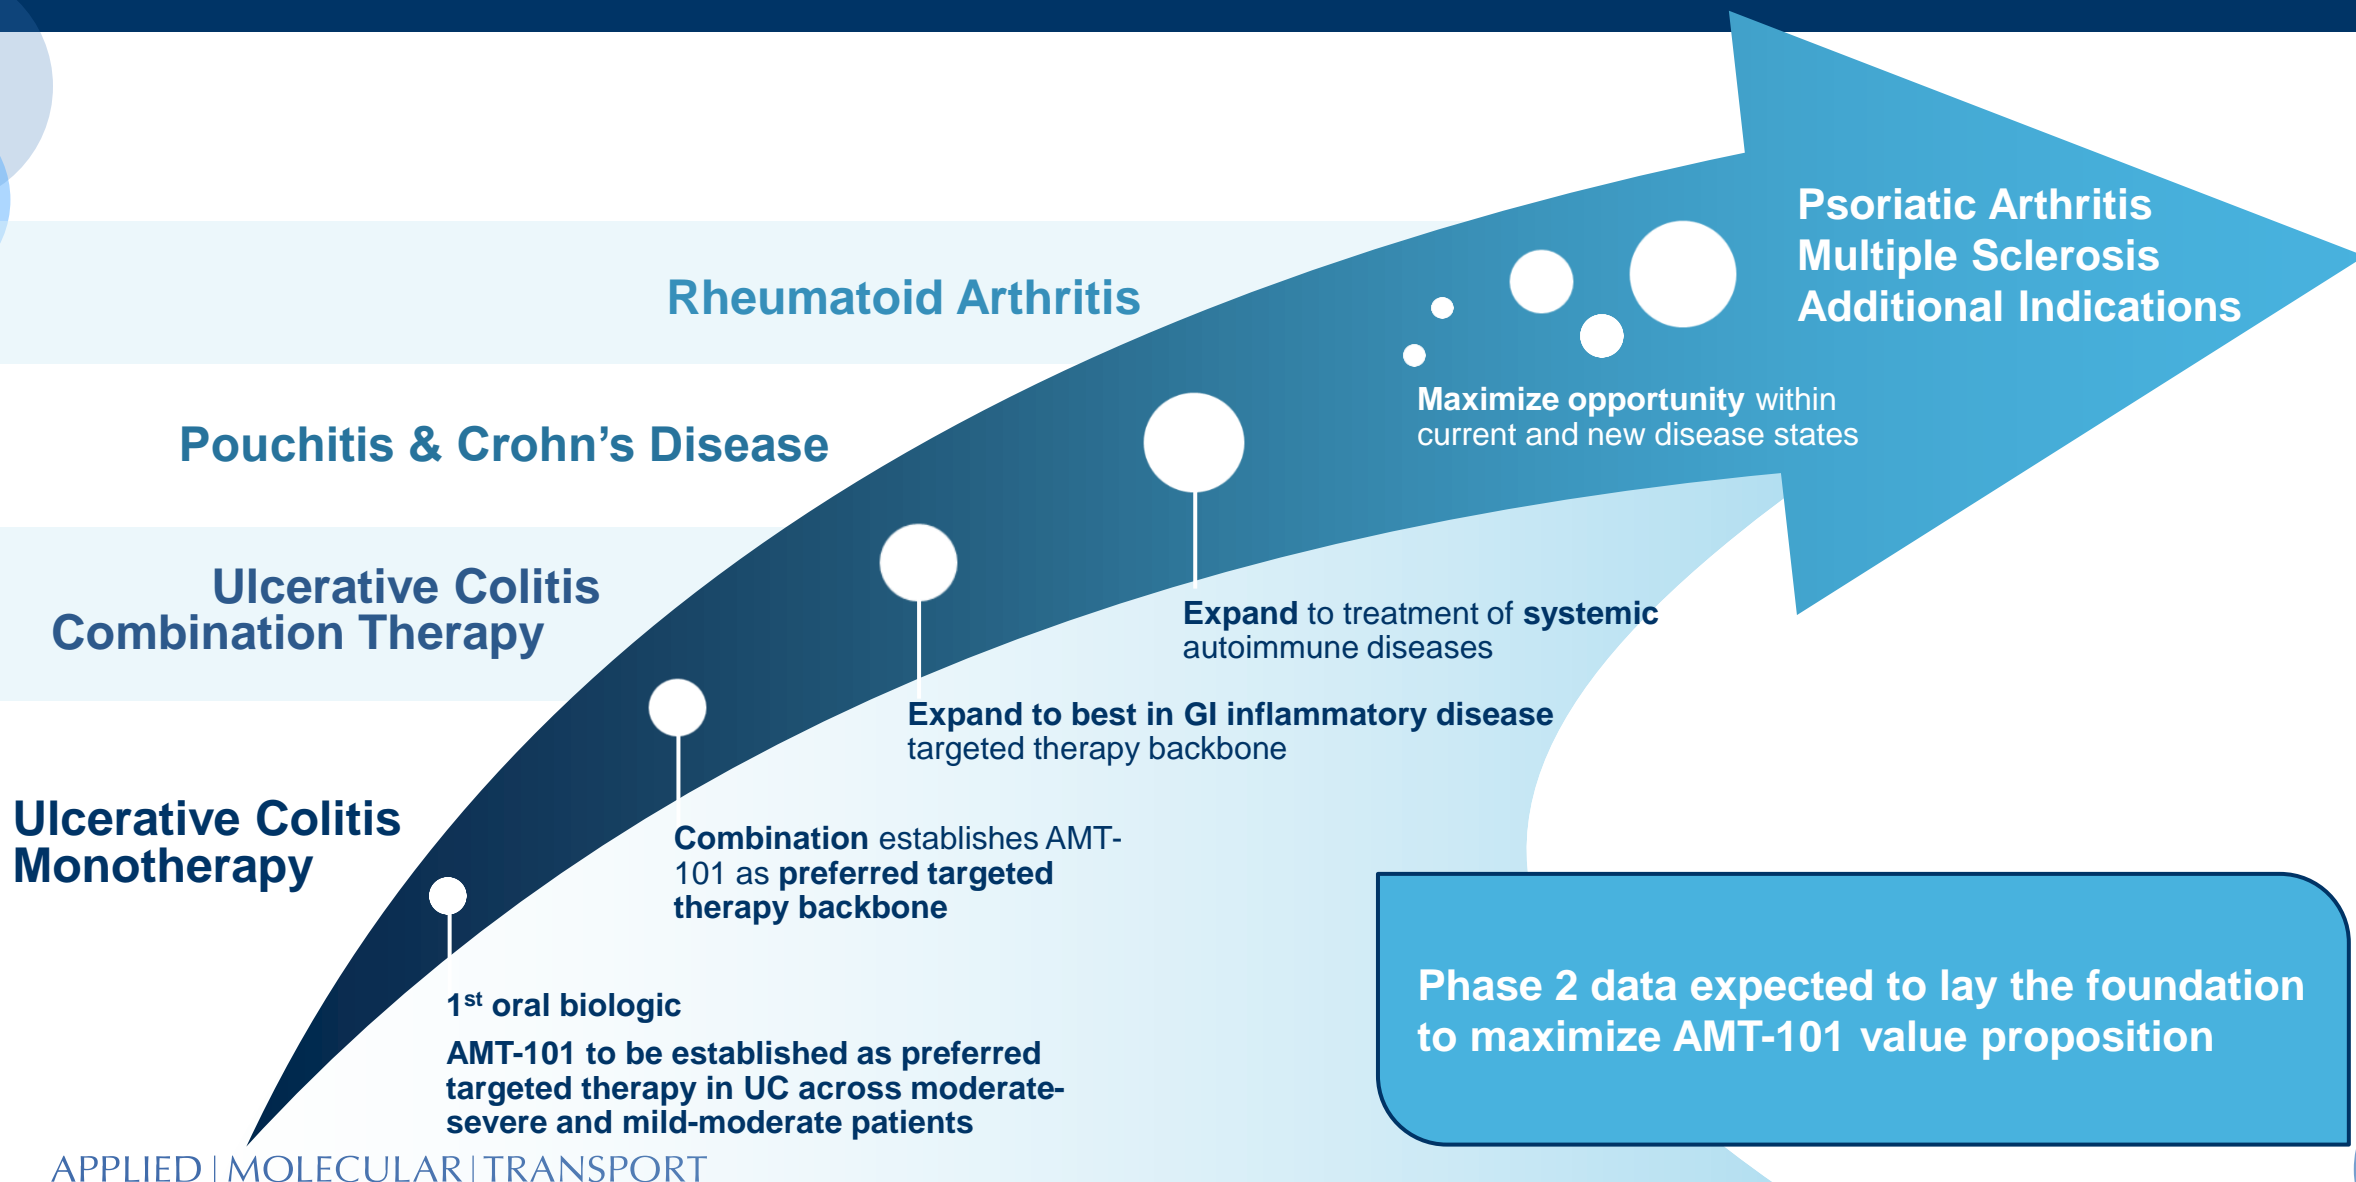 Psoriatic Arthritis
Multiple Sclerosis
Additional Indications
Rheumatoid Arthritis
Maximize opportunity within
current and new disease states
Pouchitis & Crohn’s Disease
Ulcerative Colitis
Combination Therapy
Expand to treatment of systemic
autoimmune diseases
Expand to best in GI inflammatory disease
targeted therapy backbone
Ulcerative Colitis
Monotherapy
Combination establishes AMT-
101 as preferred targeted
therapy backbone
1st oral biologic
AMT-101 to be established as preferred
targeted therapy in UC across moderate-
severe and mild-moderate patients
Phase 2 data expected to lay the foundation
to maximize AMT-101 value proposition
APPLIED | MOLECULAR | TRANSPORT